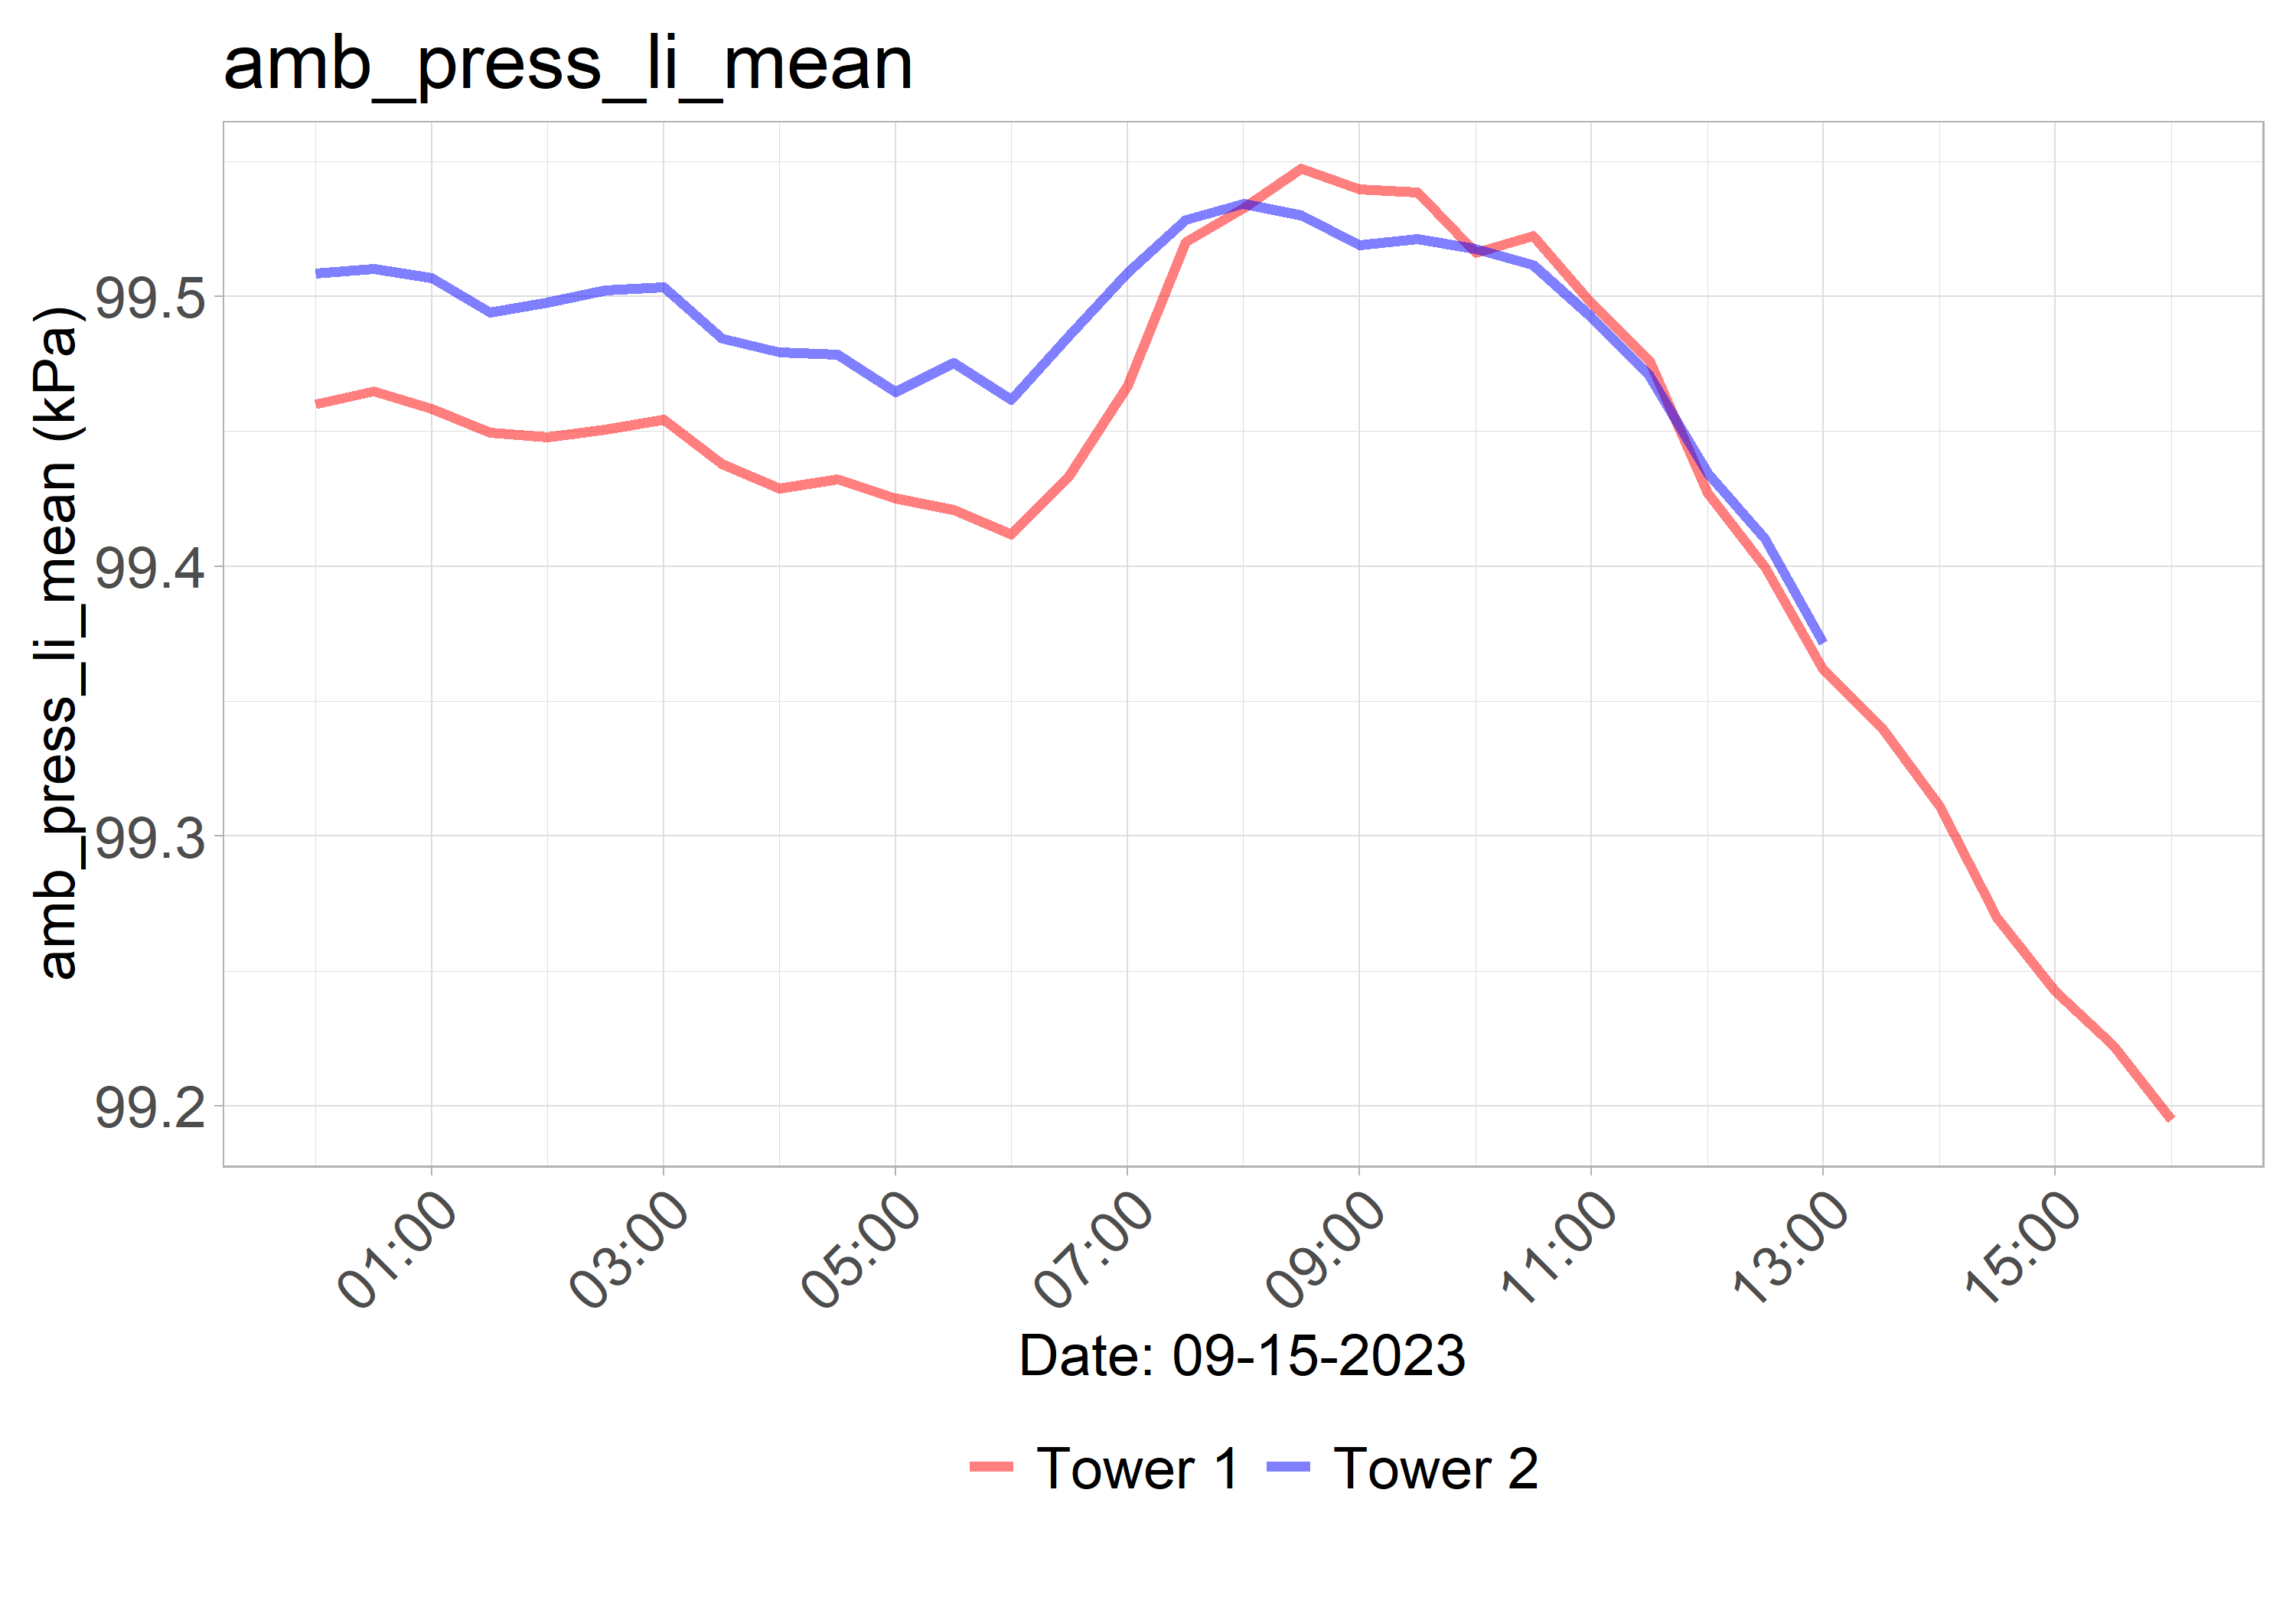 amb_press_li_mean
amb_press_li_mean (kPa)
99.5
99.4
99.3
99.2
01:00 03:00 05:00 07:00 09:00 11:00 13:00 15:00
Date: 09-15-2023
Tower 1 Tower 2